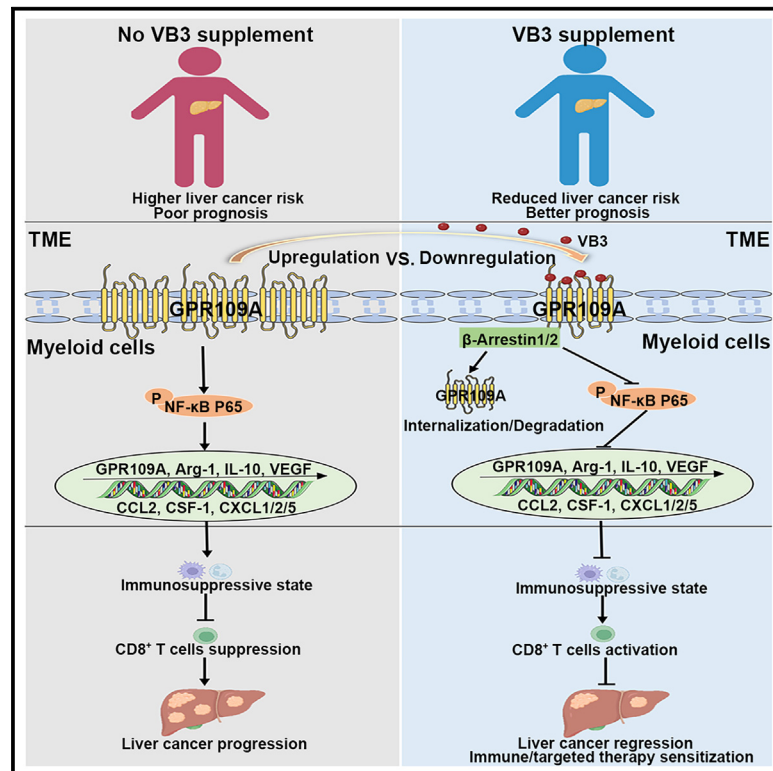 No VB3 supplement
Higher liver cancer risk
Poor prognosis
VB3 supplement
Reduced liver cancer risk
Better prognosis
TME
TME
VB3
Upregulation VS. Downregulation
GPR109A
Myeloid cells
P
NF-κB P65
GPR109A, Arg-1, IL-10, VEGF
CCL2, CSF-1, CXCL1/2/5
Immunosuppressive state
CD8⁺ T cells suppression
Liver cancer progression
GPR109A
β-Arrestin1/2
Myeloid cells
GPR109A
Internalization/Degradation
P
NF-κB P65
GPR109A, Arg-1, IL-10, VEGF
CCL2, CSF-1, CXCL1/2/5
Immunosuppressive state
CD8⁺ T cells activation
Liver cancer regression
Immune/targeted therapy sensitization